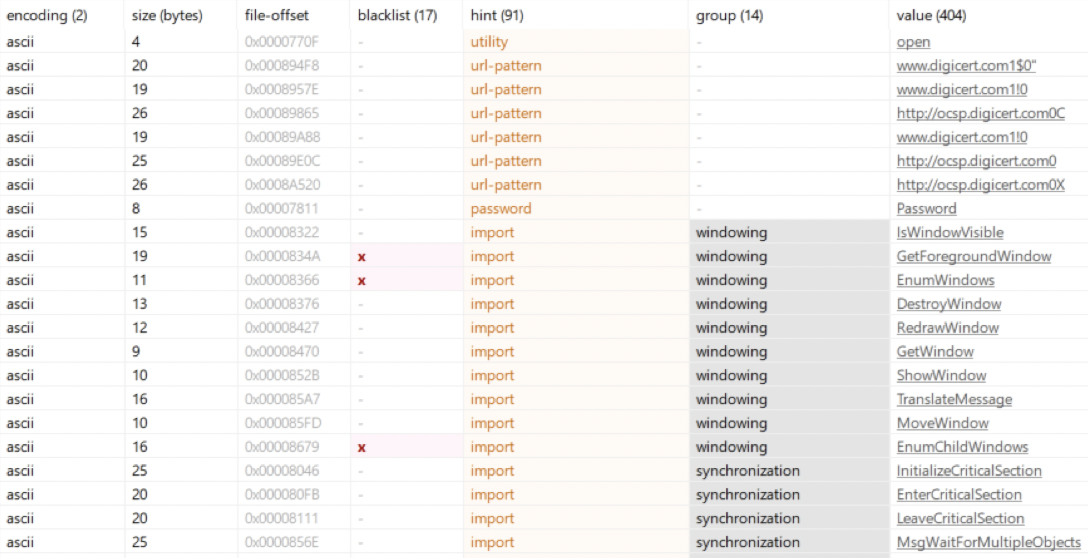 encoding (2) size (bytes) file-offset blacklist (17) hint (91) group (14) value (404)
ascii 4 0x0000770F - utility - open
ascii 20 0x000894F8 - url-pattern - www.digicert.com1$0"
ascii 19 0x0008957E - url-pattern - www.digicert.com1!0
ascii 26 0x00089865 - url-pattern - http://ocsp.digicert.com0C
ascii 19 0x00089A88 - url-pattern - www.digicert.com1!0
ascii 25 0x00089E0C - url-pattern - http://ocsp.digicert.com0
ascii 26 0x0008A520 - url-pattern - http://ocsp.digicert.com0X
ascii 8 0x00007811 - password - Password
ascii 15 0x00008322 - import windowing IsWindowVisible
ascii 19 0x0000834A x import windowing GetForegroundWindow
ascii 11 0x00008366 x import windowing EnumWindows
ascii 13 0x00008376 - import windowing DestroyWindow
ascii 12 0x00008427 - import windowing RedrawWindow
ascii 9 0x00008470 - import windowing GetWindow
ascii 10 0x0000852B - import windowing ShowWindow
ascii 16 0x000085A7 - import windowing TranslateMessage
ascii 10 0x000085FD - import windowing MoveWindow
ascii 16 0x00008679 x import windowing EnumChildWindows
ascii 25 0x00008046 - import synchronization InitializeCriticalSection
ascii 20 0x000080FB - import synchronization EnterCriticalSection
ascii 20 0x00008111 - import synchronization LeaveCriticalSection
ascii 25 0x0000856E - import synchronization MsgWaitForMultipleObjects